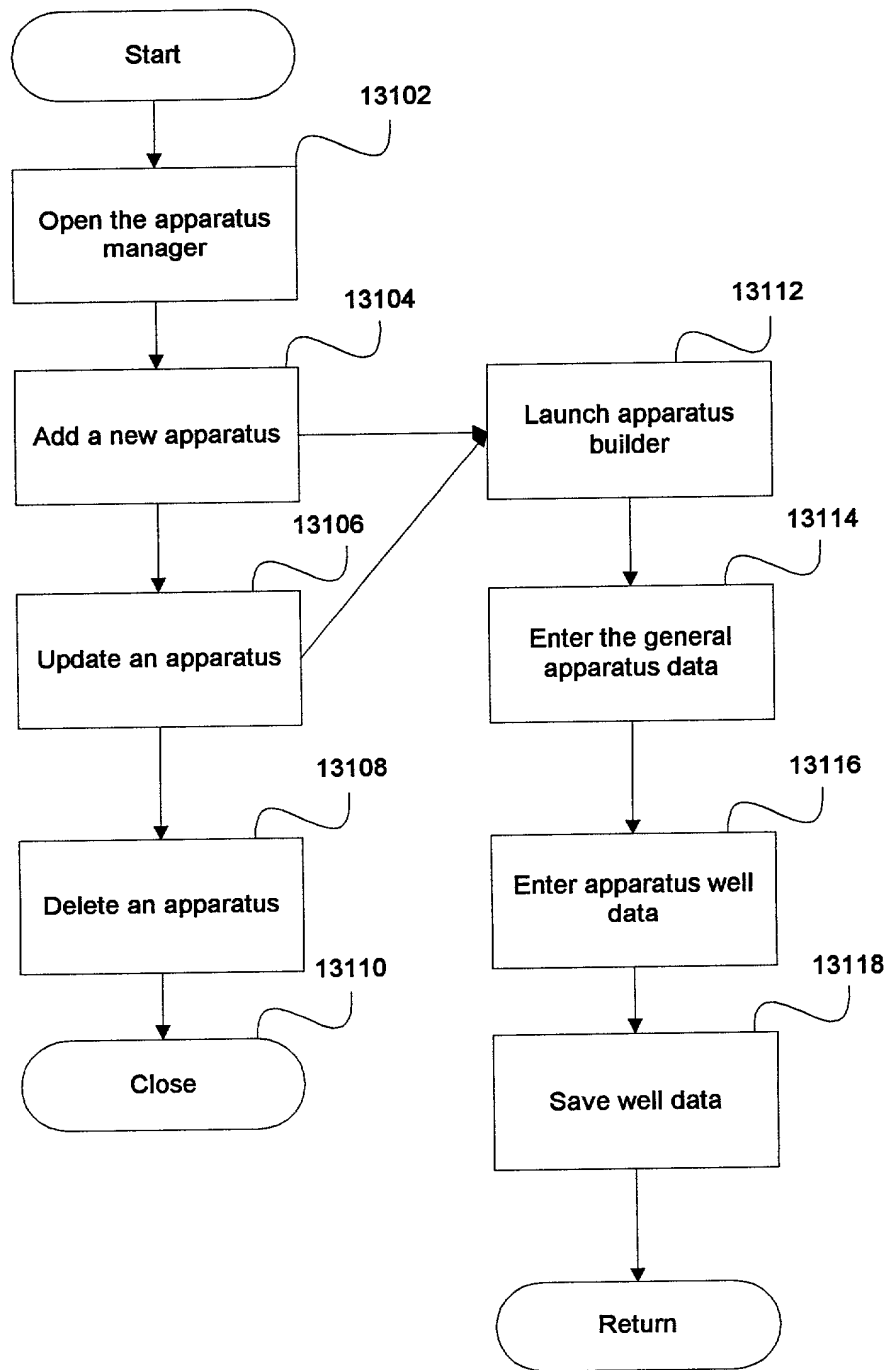 Start
13102
Open the apparatus
manager
13104
Add a new apparatus
13106
Update an apparatus
13108
Delete an apparatus
13110
Close
13112
Launch apparatus
builder
13114
Enter the general
apparatus data
13116
Enter apparatus well
data
13118
Save well data
Return